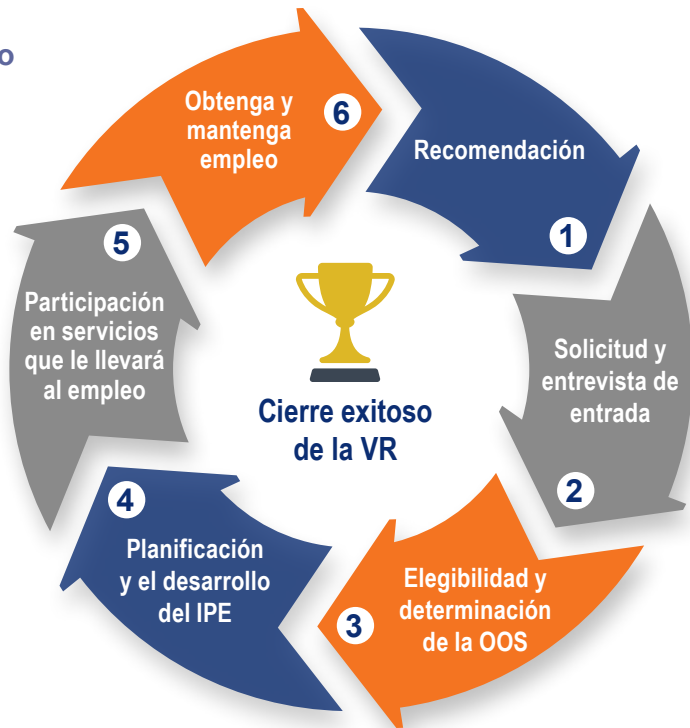 o
Recomendación
1
Solicitud y
entrevista de
entrada
2
Elegibilidad y
determinación
de la OOS
3
Planificación
y el desarrollo
del IPE
4
Participación
en servicios
que le llevará
al empleo
5
Obtenga y
mantenga
empleo
6
Cierre exitoso
de la VR